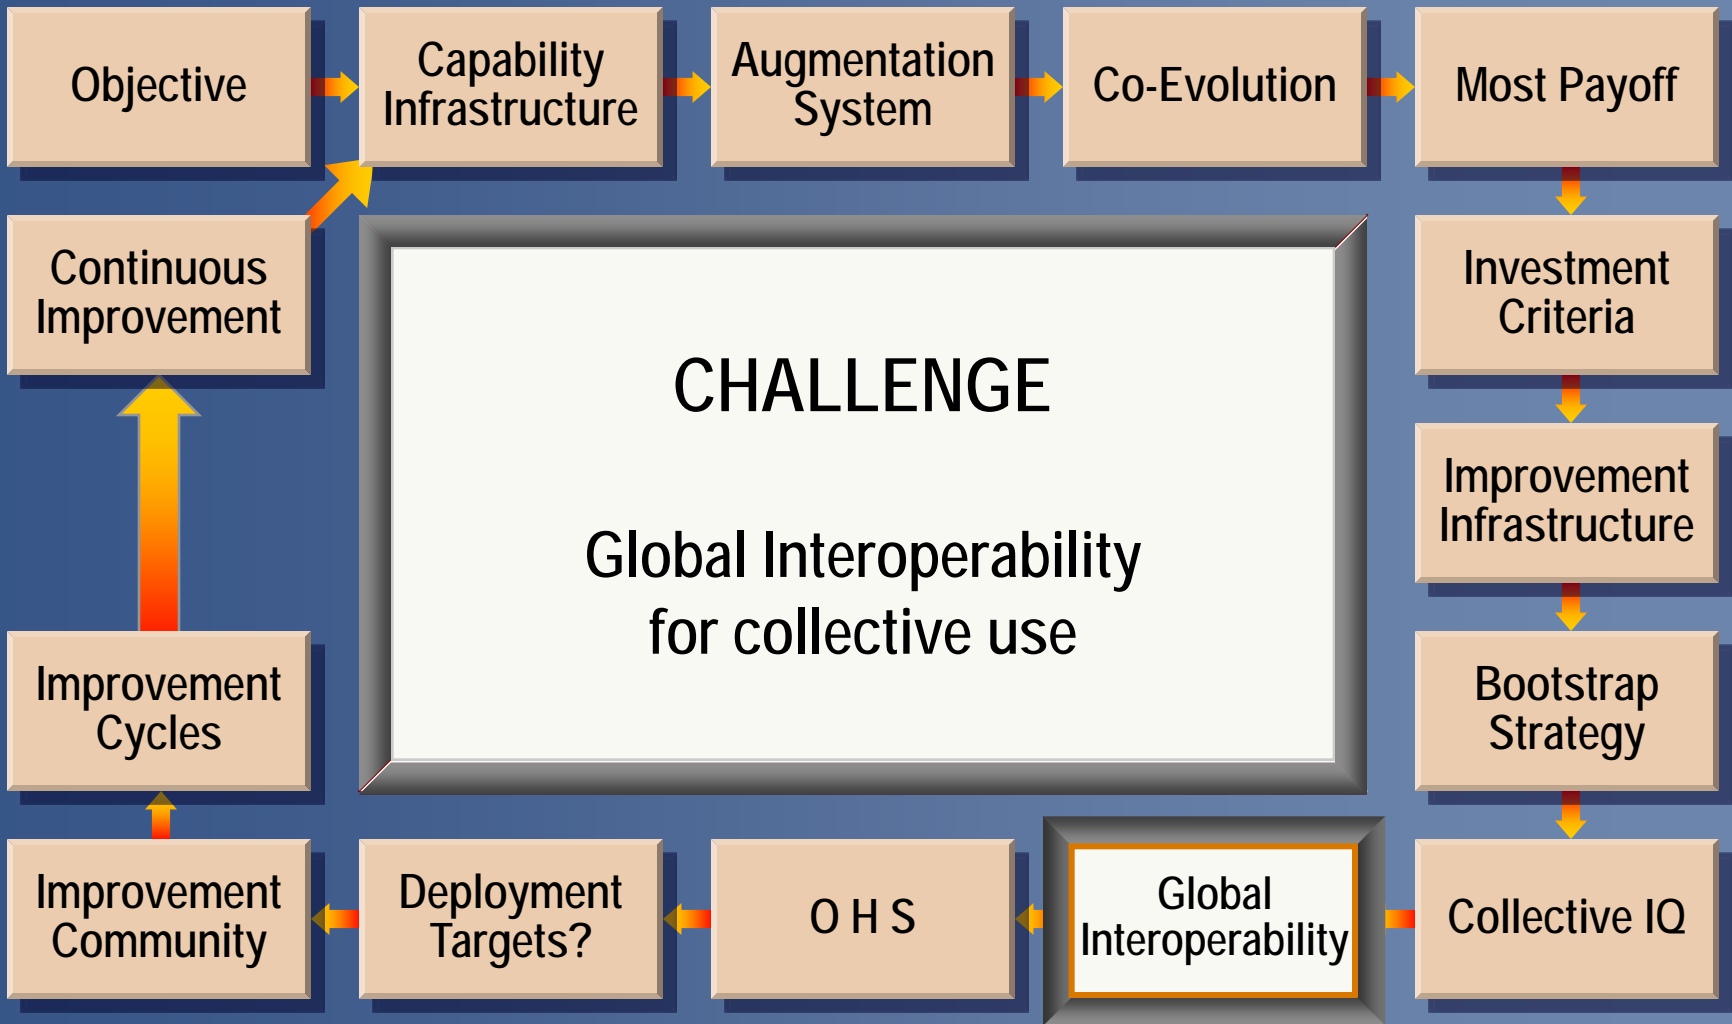 Objective
Capability
Infrastructure
Augmentation
System
Co-Evolution
Most Payoff
Continuous
Improvement
Investment
Criteria
CHALLENGE
Global Interoperability
for collective use
Improvement
Infrastructure
Improvement
Cycles
Bootstrap
Strategy
Improvement
Community
Deployment
Targets?
O H S
Global
Interoperability
Collective IQ